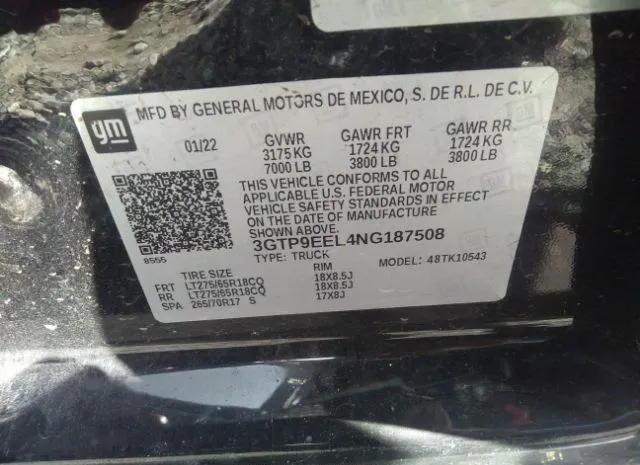 gm
MFD BY GENERAL MOTORS DE MEXICO, S. DE R.L. DE C.V.
01/22 GVWR GAWR FRT GAWR RR
3175 KG 1724 KG 1724 KG
7000 LB 3800 LB 3800 LB
THIS VEHICLE CONFORMS TO ALL
APPLICABLE U.S. FEDERAL MOTOR
VEHICLE SAFETY STANDARDS IN EFFECT
ON THE DATE OF MANUFACTURE
SHOWN ABOVE.
3GTP9EEL4NG187508
8555 TYPE: TRUCK MODEL: 48TK10543
TIRE SIZE RIM
FRT LT275/65R18CQ 18X8.5J
RR LT275/65R18CQ 18X8.5J
SPA 265/70R17 S 17X8J